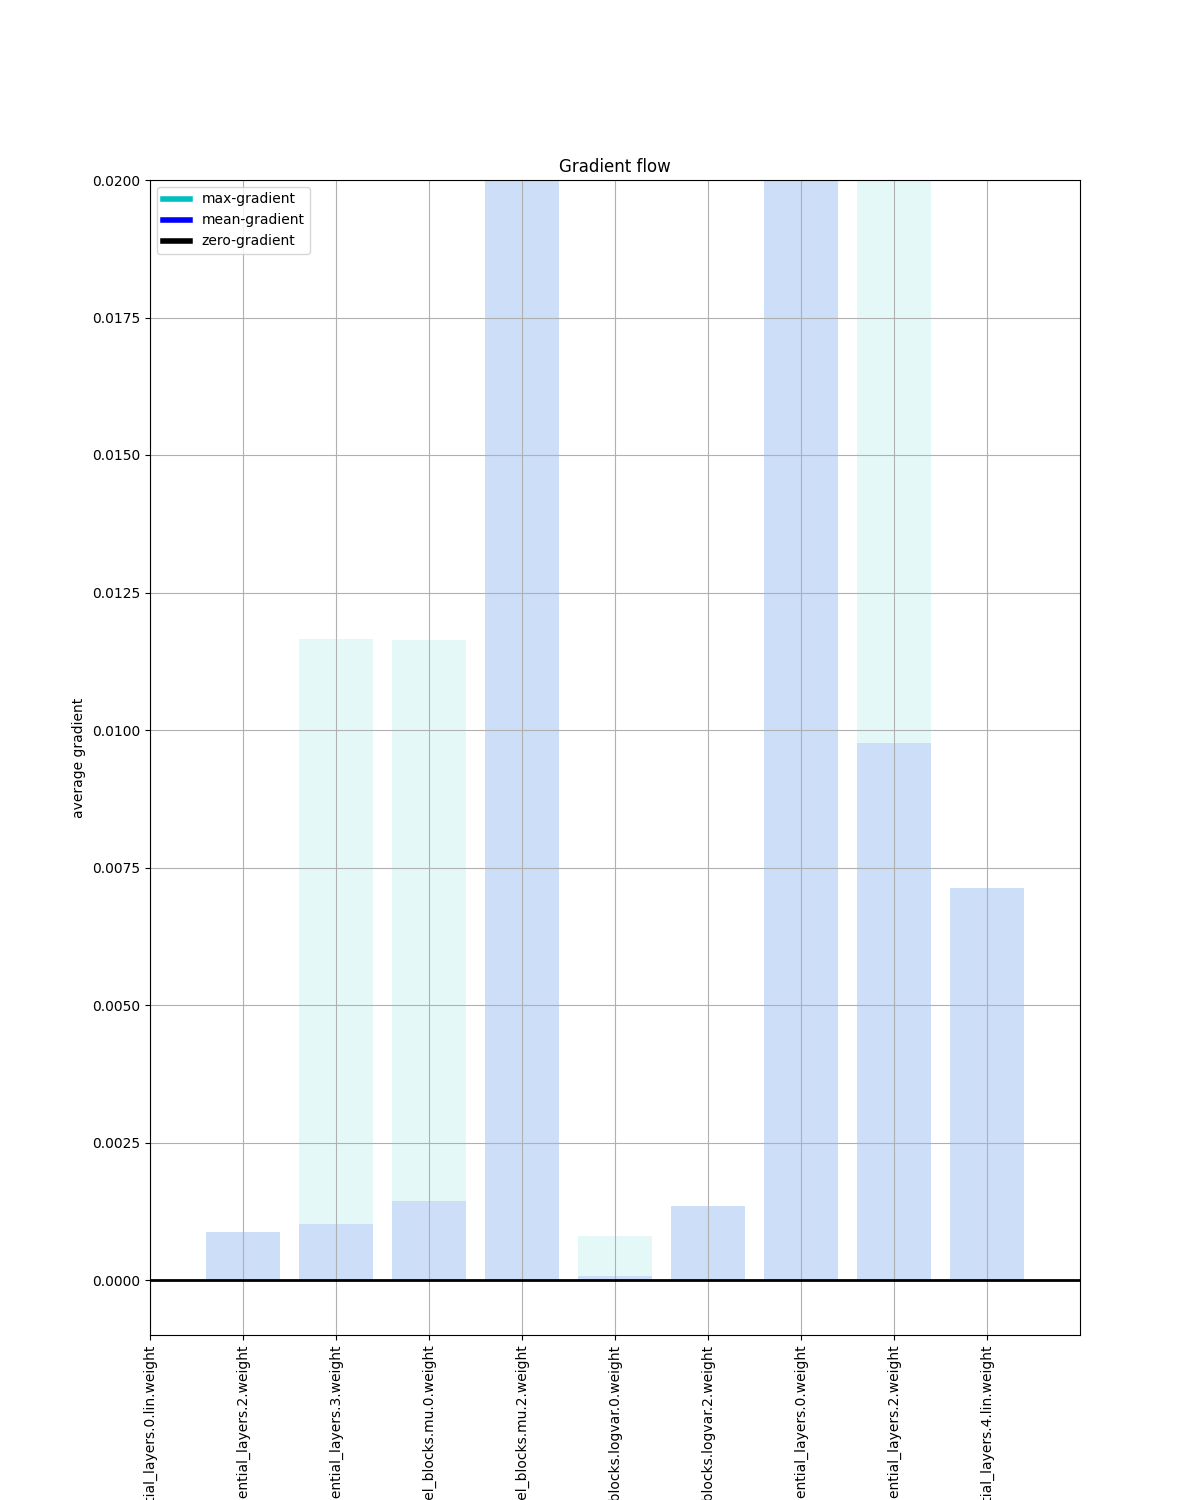 Gradient flow
max-gradient
mean-gradient
zero-gradient
0.0200
0.0175
0.0150
0.0125
0.0100
0.0075
0.0050
0.0025
0.0000
average gradient
tial_layers.0.lin.weight
ential_layers.2.weight
ential_layers.3.weight
el_blocks.mu.0.weight
el_blocks.mu.2.weight
blocks.logvar.0.weight
blocks.logvar.2.weight
ential_layers.0.weight
ential_layers.2.weight
tial_layers.4.lin.weight